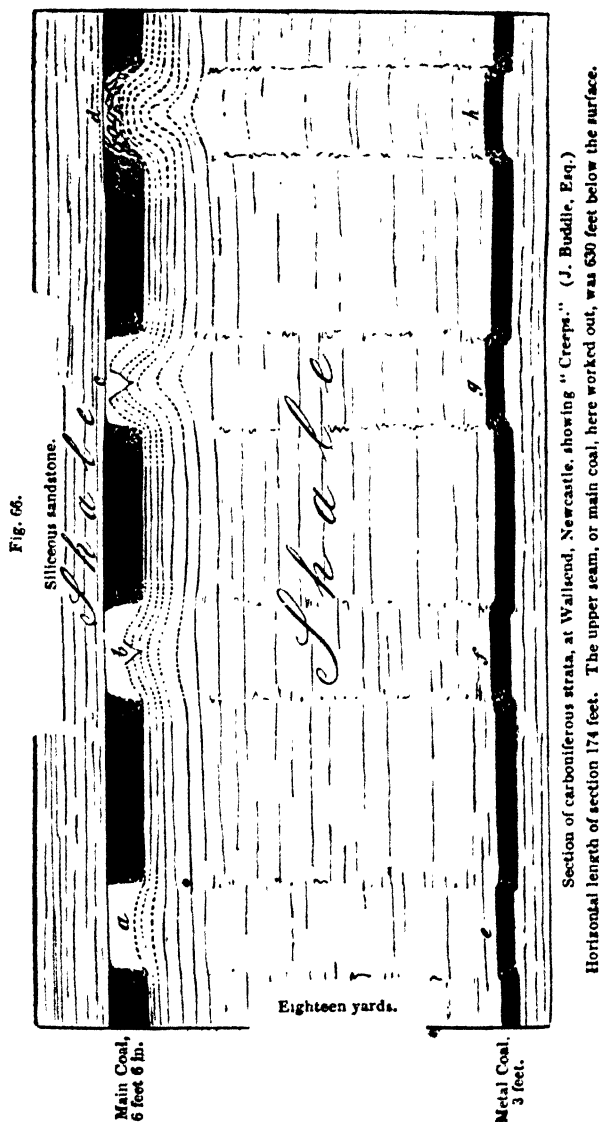 Fig. 66.
Siliceous sandstone.
Shale
a
b
c
d
Main Coal,
6 feet 6 in.
Shale
Eighteen yards.
e
f
g
h
Metal Coal.
3 feet.
Section of carboniferous strata, at Wallsend, Newcastle, showing "Creeps." (J. Buddle, Esq.)
Horizontal length of section 174 feet. The upper seam, or main coal, here worked out, was 630 feet below the surface.